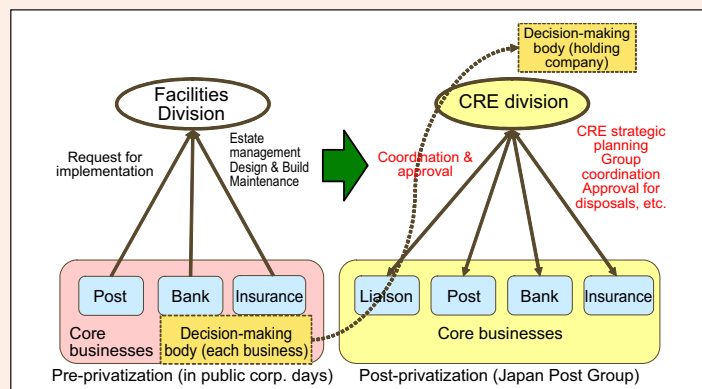 Decision-making
body (holding
company)
Facilities
Division
CRE division
Request for
implementation
Estate
management
Design & Build
Maintenance
Coordination &
approval
CRE strategic
planning
Group
coordination
Approval for
disposals, etc.
Post
Bank
Insurance
Core
businesses
Decision-making
body (each business)
Liaison
Post
Bank
Insurance
Core businesses
Pre-privatization (in public corp. days)
Post-privatization (Japan Post Group)